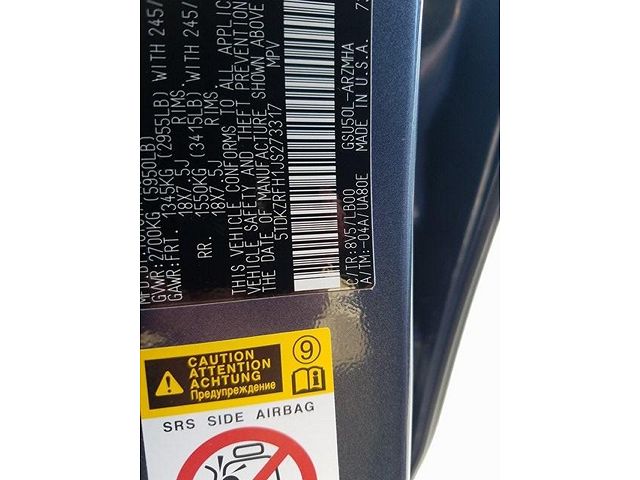 GVWR:2700KG (5950LB)
GAWR:FRT. 1345KG (2955LB) WITH 245/
18X7.5J RIMS,
RR. 1550KG (3415LB) WITH 245/
18X7.5J RIMS,
THIS VEHICLE CONFORMS TO ALL APPLIC
VEHICLE SAFETY AND THEFT PREVENTION
THE DATE OF MANUFACTURE SHOWN ABOVE
5TDKZRFH1JS273317 MPV
C/TR:8V5/LB00 GSU50L-ARZMHA
A/TM:-04A/UA80E MADE IN U.S.A.
CAUTION
ATTENTION
ACHTUNG
Предупреждение
9
i
SRS SIDE AIRBAG